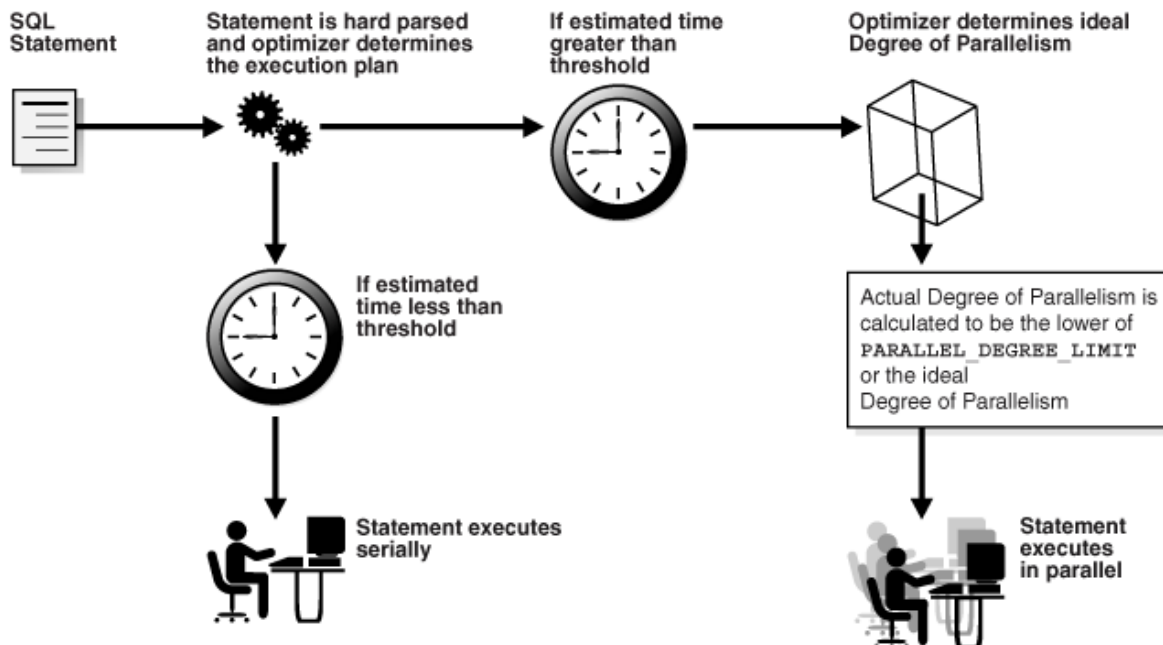 SQL
Statement
Statement is hard parsed
and optimizer determines
the execution plan
If estimated time
greater than
threshold
Optimizer determines ideal
Degree of Parallelism
If estimated
time less than
threshold
Actual Degree of Parallelism is
calculated to be the lower of
PARALLEL_DEGREE_LIMIT
or the ideal
Degree of Parallelism
Statement executes
serially
Statement
executes
in parallel